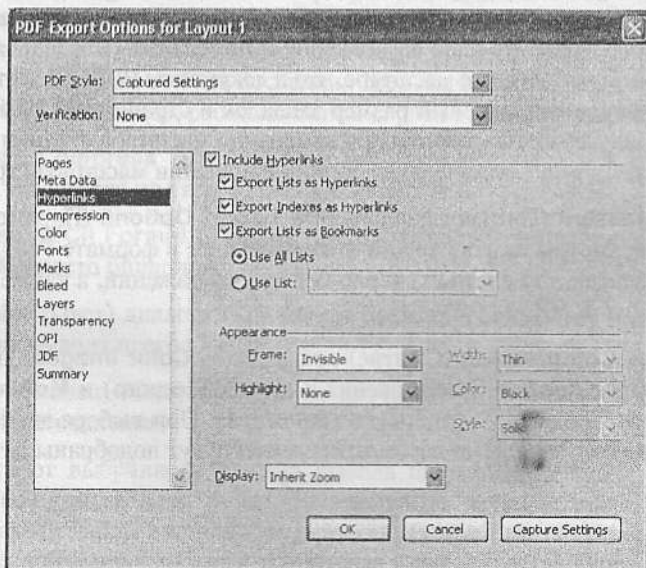 PDF Export Options for Layout 1
PDF Style: Captured Settings
Verification: None
Pages
Meta Data
Hyperlinks
Compression
Color
Fonts
Marks
Bleed
Layers
Transparency
OPI
JDF
Summary
Include Hyperlinks
Export Lists as Hyperlinks
Export Indexes as Hyperlinks
Export Lists as Bookmarks
Use All Lists
Use List:
Appearance
Frame: Invisible
Width: Thin
Highlight: None
Color: Black
Style: Solid
Display: Inherit Zoom
OK
Cancel
Capture Settings